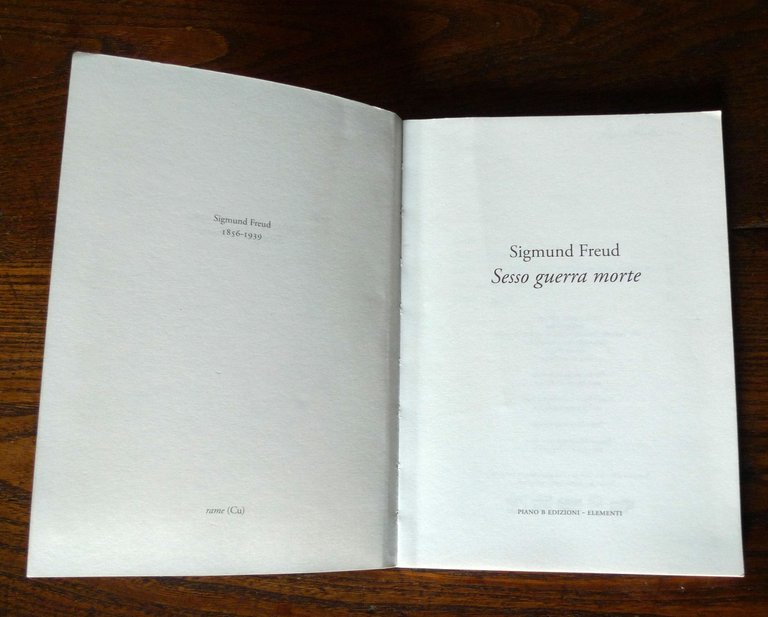 Sigmund Freud
1856-1939
rame (Cu)
Sigmund Freud
Sesso guerra morte
PIANO B EDIZIONI – ELEMENTI